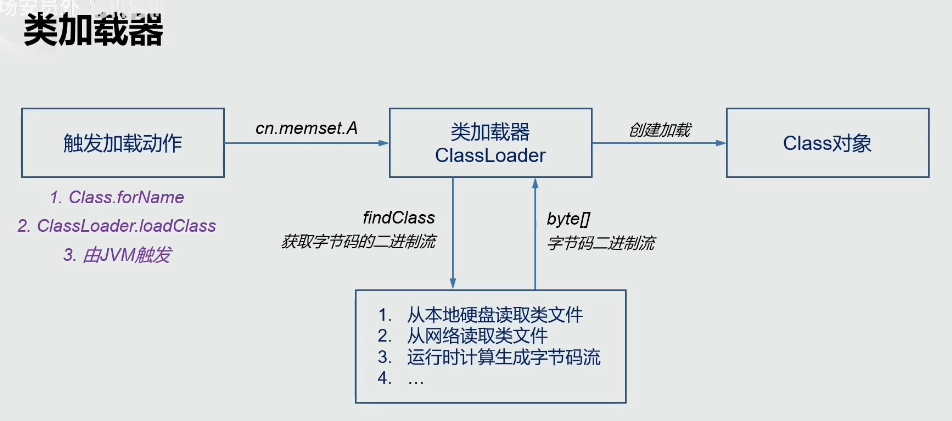 类加载器
触发加载动作
cn.memset.A
类加载器
ClassLoader
创建加载
Class对象
1. Class.forName
2. ClassLoader.loadClass
3. 由JVM触发
findClass
获取字节码的二进制流
byte[]
字节码二进制流
1. 从本地硬盘读取类文件
2. 从网络读取类文件
3. 运行时计算生成字节码流
4. …